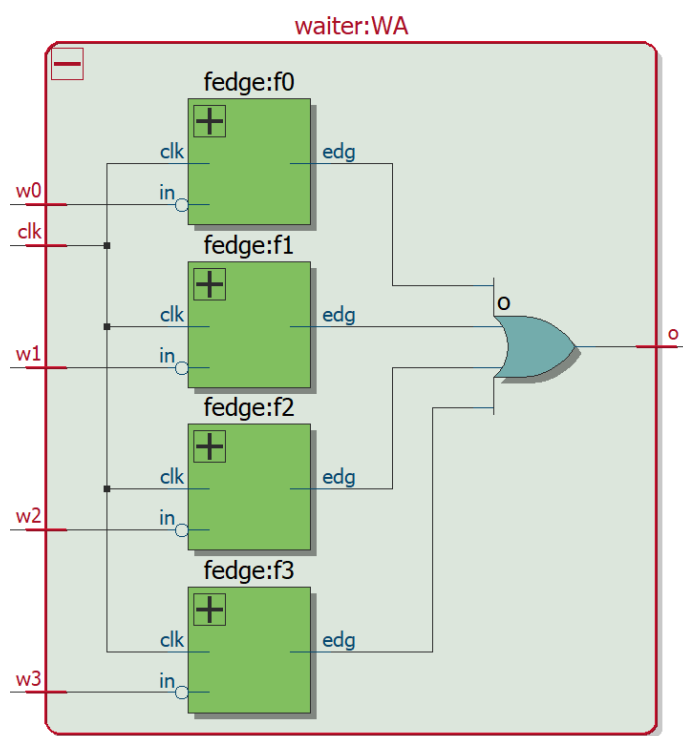 waiter:WA
fedge:f0
clk
edg
w0
in
clk
fedge:f1
o
clk
edg
o
w1
in
fedge:f2
clk
edg
w2
in
fedge:f3
clk
edg
w3
in